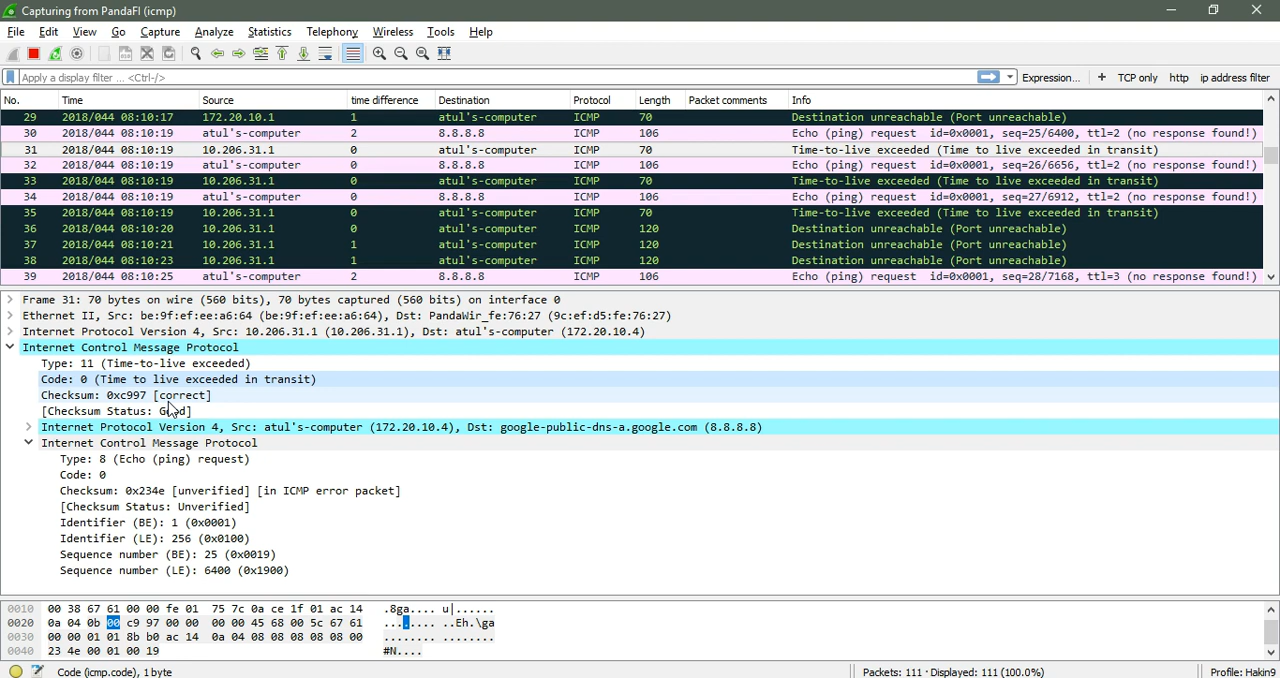 Capturing from PandaFI (icmp)
File Edit View Go Capture Analyze Statistics Telephony Wireless Tools Help
Apply a display filter ... <Ctrl-/> Expression... + TCP only http ip address filter
No. Time Source time difference Destination Protocol Length Packet comments Info
29 2018/044 08:10:17 172.20.10.1 1 atul's-computer ICMP 70 Destination unreachable (Port unreachable)
30 2018/044 08:10:19 atul's-computer 2 8.8.8.8 ICMP 106 Echo (ping) request id=0x0001, seq=25/6400, ttl=2 (no response found!)
31 2018/044 08:10:19 10.206.31.1 0 atul's-computer ICMP 70 Time-to-live exceeded (Time to live exceeded in transit)
32 2018/044 08:10:19 atul's-computer 0 8.8.8.8 ICMP 106 Echo (ping) request id=0x0001, seq=26/6656, ttl=2 (no response found!)
33 2018/044 08:10:19 10.206.31.1 0 atul's-computer ICMP 70 Time-to-live exceeded (Time to live exceeded in transit)
34 2018/044 08:10:19 atul's-computer 0 8.8.8.8 ICMP 106 Echo (ping) request id=0x0001, seq=27/6912, ttl=2 (no response found!)
35 2018/044 08:10:19 10.206.31.1 0 atul's-computer ICMP 70 Time-to-live exceeded (Time to live exceeded in transit)
36 2018/044 08:10:20 10.206.31.1 0 atul's-computer ICMP 120 Destination unreachable (Port unreachable)
37 2018/044 08:10:21 10.206.31.1 1 atul's-computer ICMP 120 Destination unreachable (Port unreachable)
38 2018/044 08:10:23 10.206.31.1 1 atul's-computer ICMP 120 Destination unreachable (Port unreachable)
39 2018/044 08:10:25 atul's-computer 2 8.8.8.8 ICMP 106 Echo (ping) request id=0x0001, seq=28/7168, ttl=3 (no response found!)
Frame 31: 70 bytes on wire (560 bits), 70 bytes captured (560 bits) on interface 0
Ethernet II, Src: be:9f:ef:ee:a6:64 (be:9f:ef:ee:a6:64), Dst: PandaWir_fe:76:27 (9c:ef:d5:fe:76:27)
Internet Protocol Version 4, Src: 10.206.31.1 (10.206.31.1), Dst: atul's-computer (172.20.10.4)
Internet Control Message Protocol
Type: 11 (Time-to-live exceeded)
Code: 0 (Time to live exceeded in transit)
Checksum: 0xc997 [correct]
[Checksum Status: Good]
Internet Protocol Version 4, Src: atul's-computer (172.20.10.4), Dst: google-public-dns-a.google.com (8.8.8.8)
Internet Control Message Protocol
Type: 8 (Echo (ping) request)
Code: 0
Checksum: 0x234e [unverified] [in ICMP error packet]
[Checksum Status: Unverified]
Identifier (BE): 1 (0x0001)
Identifier (LE): 256 (0x0100)
Sequence number (BE): 25 (0x0019)
Sequence number (LE): 6400 (0x1900)
0010 00 38 67 61 00 00 fe 01 75 7c 0a ce 1f 01 ac 14 .8ga.... u|......
0020 0a 04 0b 00 c9 97 00 00 00 00 45 68 00 5c 67 61 ........ ..Eh.\ga
0030 00 00 01 01 8b b0 ac 14 0a 04 08 08 08 08 08 00 ........ ........
0040 23 4e 00 01 00 19 #N....
Code (icmp.code), 1 byte Packets: 111 · Displayed: 111 (100.0%) Profile: Hakin9